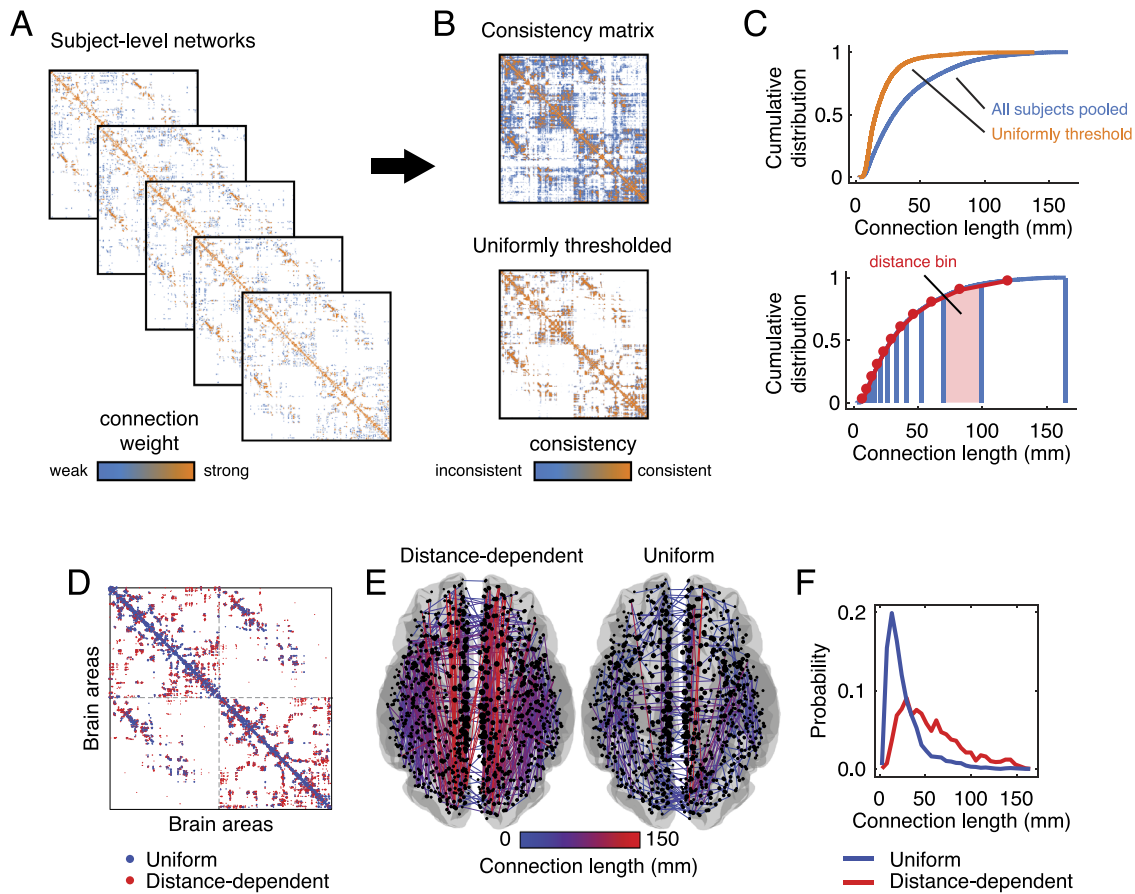 A
Subject-level networks
connection
weight
weak
strong
B
Consistency matrix
Uniformly thresholded
consistency
inconsistent
consistent
C
Cumulative
distribution
1
0.5
0
0 50 100 150
Connection length (mm)
All subjects pooled
Uniformly threshold
distance bin
Cumulative
distribution
1
0.5
0
0 50 100 150
Connection length (mm)
D
Brain areas
Brain areas
Uniform
Distance-dependent
E
Distance-dependent
Uniform
0
150
Connection length (mm)
F
Probability
0.2
0.1
0.0
0 50 100 150
Connection length (mm)
Uniform
Distance-dependent